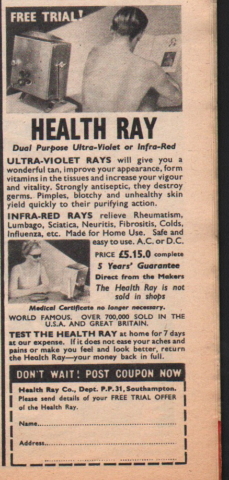 FREE TRIAL!
HEALTH RAY
Dual Purpose Ultra-Violet or Infra-Red
ULTRA-VIOLET RAYS will give you a
wonderful tan, improve your appearance, form
vitamins in the tissues and increase your vigour
and vitality. Strongly antiseptic, they destroy
germs. Pimples, blotchy and unhealthy skin
yield quickly to their purifying action.
INFRA-RED RAYS relieve Rheumatism,
Lumbago, Sciatica, Neuritis, Fibrositis, Colds,
Influenza, etc. Made for Home Use. Safe and
easy to use. A.C. or D.C.
PRICE £5.15.0 complete
5 Years' Guarantee
Direct from the Makers
The Health Ray is not
sold in shops
Medical Certificate no longer necessary.
WORLD FAMOUS. OVER 700,000 SOLD IN THE
U.S.A. AND GREAT BRITAIN.
TEST THE HEALTH RAY at home for 7 days
at our expense. If it does not ease your aches and
pains or make you feel and look better, return
the Health Ray—your money back in full.
DON'T WAIT! POST COUPON NOW
Health Ray Co., Dept. P.P.31, Southampton.
Please send details of your FREE TRIAL OFFER
of the Health Ray.
Name
Address